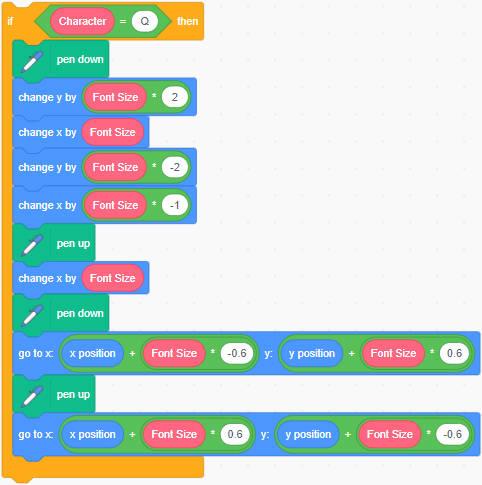 if Character = Q then
pen down
change y by Font Size * 2
change x by Font Size
change y by Font Size * -2
change x by Font Size * -1
pen up
change x by Font Size
pen down
go to x: x position + Font Size * -0.6 y: y position + Font Size * 0.6
pen up
go to x: x position + Font Size * 0.6 y: y position + Font Size * -0.6